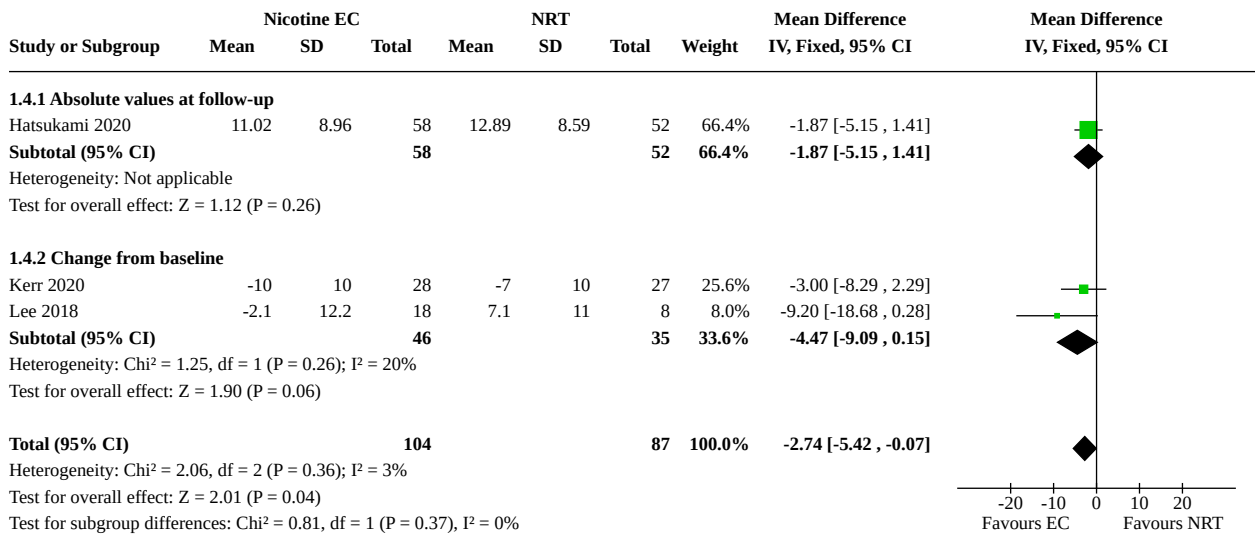 Nicotine EC NRT Mean Difference Mean Difference
Study or Subgroup Mean SD Total Mean SD Total Weight IV, Fixed, 95% CI IV, Fixed, 95% CI
1.4.1 Absolute values at follow-up
Hatsukami 2020 11.02 8.96 58 12.89 8.59 52 66.4% -1.87 [-5.15 , 1.41]
Subtotal (95% CI) 58 52 66.4% -1.87 [-5.15 , 1.41]
Heterogeneity: Not applicable
Test for overall effect: Z = 1.12 (P = 0.26)
1.4.2 Change from baseline
Kerr 2020 -10 10 28 -7 10 27 25.6% -3.00 [-8.29 , 2.29]
Lee 2018 -2.1 12.2 18 7.1 11 8 8.0% -9.20 [-18.68 , 0.28]
Subtotal (95% CI) 46 35 33.6% -4.47 [-9.09 , 0.15]
Heterogeneity: Chi² = 1.25, df = 1 (P = 0.26); I² = 20%
Test for overall effect: Z = 1.90 (P = 0.06)
Total (95% CI) 104 87 100.0% -2.74 [-5.42 , -0.07]
Heterogeneity: Chi² = 2.06, df = 2 (P = 0.36); I² = 3%
Test for overall effect: Z = 2.01 (P = 0.04)
-20 -10 0 10 20
Test for subgroup differences: Chi² = 0.81, df = 1 (P = 0.37), I² = 0% Favours EC Favours NRT